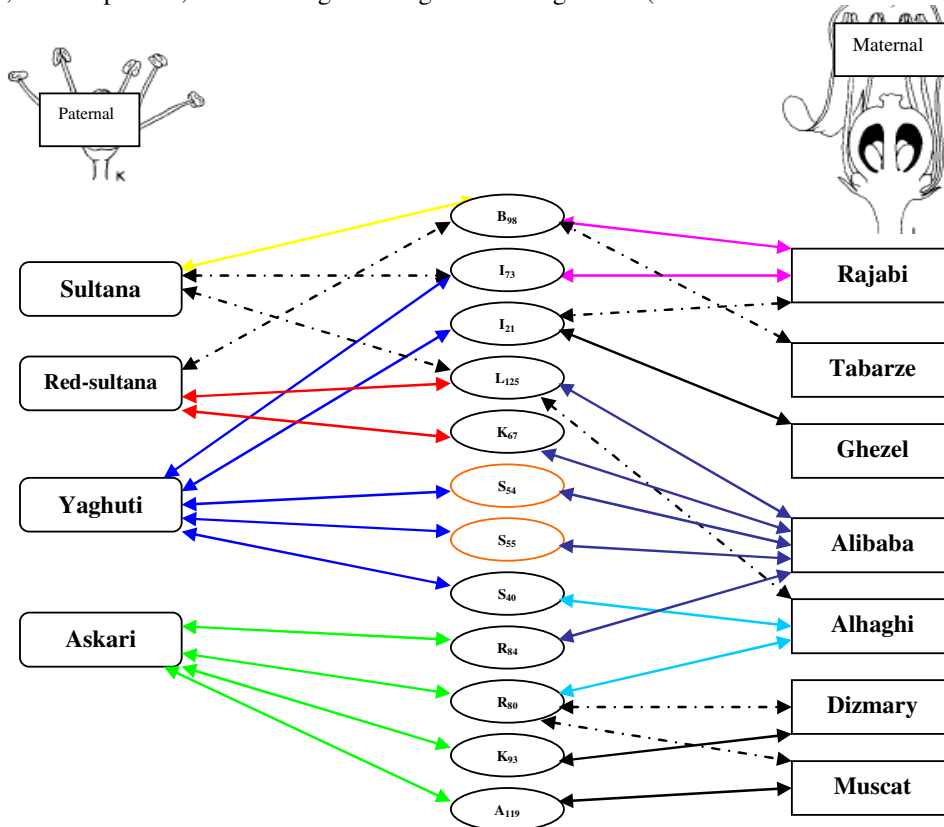 Paternal
K
Maternal
B98
I73
I21
L125
K67
S54
S55
S40
R84
R80
K93
A119
Sultana
Red-sultana
Yaghuti
Askari
Rajabi
Tabarze
Ghezel
Alibaba
Alhaghi
Dizmary
Muscat